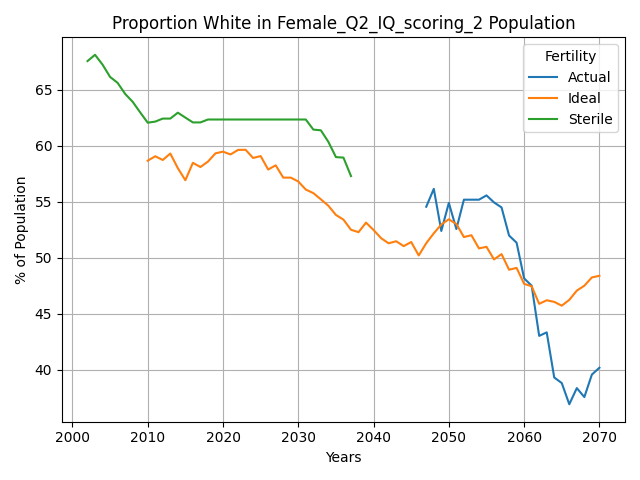 Proportion White in Female_Q2_IQ_scoring_2 Population
Fertility
Actual
Ideal
Sterile
% of Population
65
60
55
50
45
40
2000 2010 2020 2030 2040 2050 2060 2070
Years